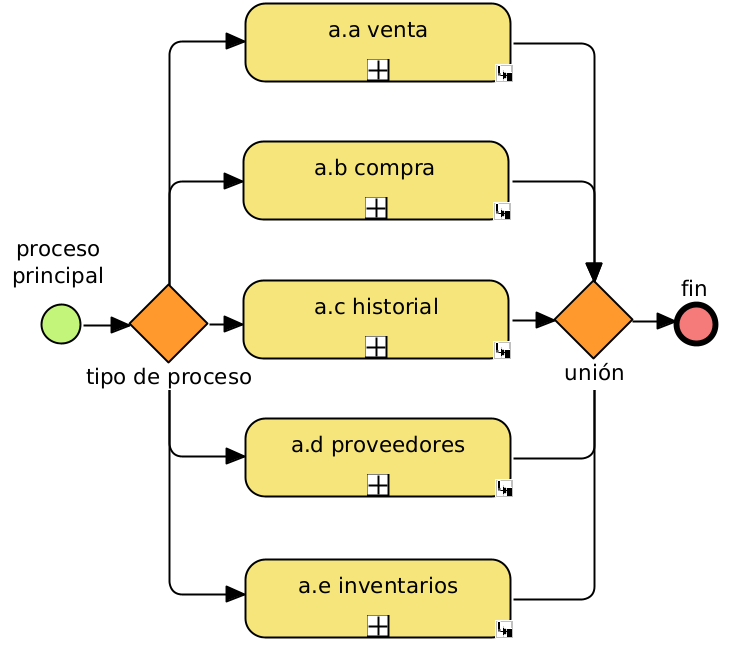 a.a venta
a.b compra
proceso
principal
a.c historial
fin
tipo de proceso
unión
a.d proveedores
a.e inventarios